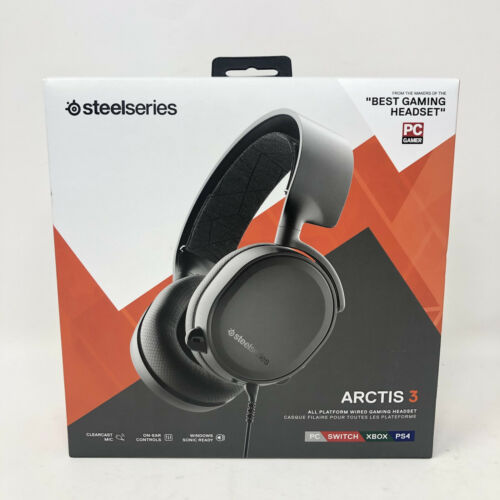 steelseries
FROM THE MAKERS OF THE
"BEST GAMING
HEADSET"
PC
GAMER
steelseries
ARCTIS 3
ALL PLATFORM WIRED GAMING HEADSET
CASQUE FILAIRE POUR TOUTES LES PLATEFORME
CLEARCAST
MIC
ON-EAR
CONTROLS
WINDOWS
SONIC READY
PC SWITCH XBOX PS4